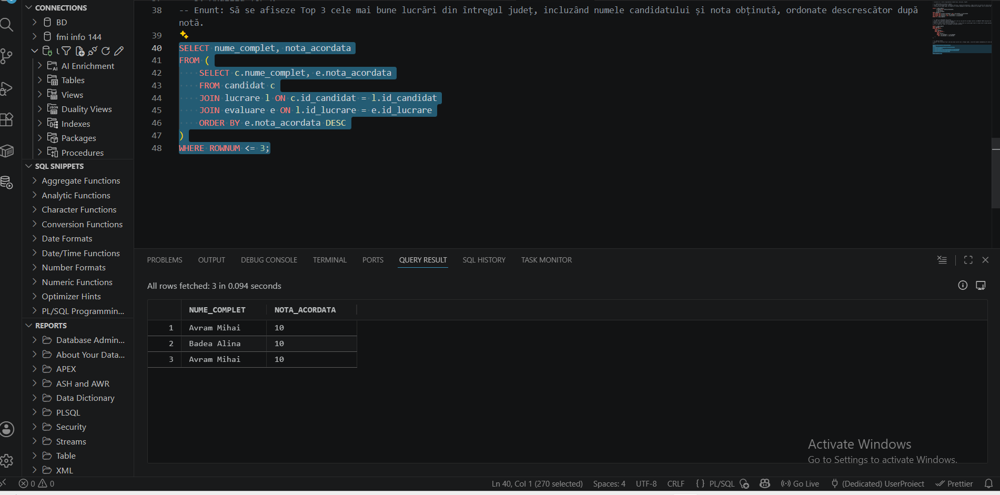 CONNECTIONS
BD
fmi info 144
AI Enrichment
Tables
Views
Duality Views
Indexes
Packages
Procedures
SQL SNIPPETS
Aggregate Functions
Analytic Functions
Character Functions
Conversion Functions
Date Formats
Date/Time Functions
Number Formats
Numeric Functions
Optimizer Hints
PL/SQL Programmin...
REPORTS
Database Admin...
About Your Data...
APEX
ASH and AWR
Data Dictionary
PLSQL
Security
Streams
Table
XML
38 -- Enunt: Să se afiseze Top 3 cele mai bune lucrări din întregul județ, incluzând numele candidatului și nota obținută, ordonate descrescător după
notă.
39
40 SELECT nume_complet, nota_acordata
41 FROM (
42 SELECT c.nume_complet, e.nota_acordata
43 FROM candidat c
44 JOIN lucrare l ON c.id_candidat = l.id_candidat
45 JOIN evaluare e ON l.id_lucrare = e.id_lucrare
46 ORDER BY e.nota_acordata DESC
47 )
48 WHERE ROWNUM <= 3;
PROBLEMS OUTPUT DEBUG CONSOLE TERMINAL PORTS QUERY RESULT SQL HISTORY TASK MONITOR
All rows fetched: 3 in 0.094 seconds
NUME_COMPLET NOTA_ACORDATA
1 Avram Mihai 10
2 Badea Alina 10
3 Avram Mihai 10
Activate Windows
Go to Settings to activate Windows.
0 0 Ln 40, Col 1 (270 selected) Spaces: 4 UTF-8 CRLF {} PL/SQL Go Live (Dedicated) UserProiect Prettier